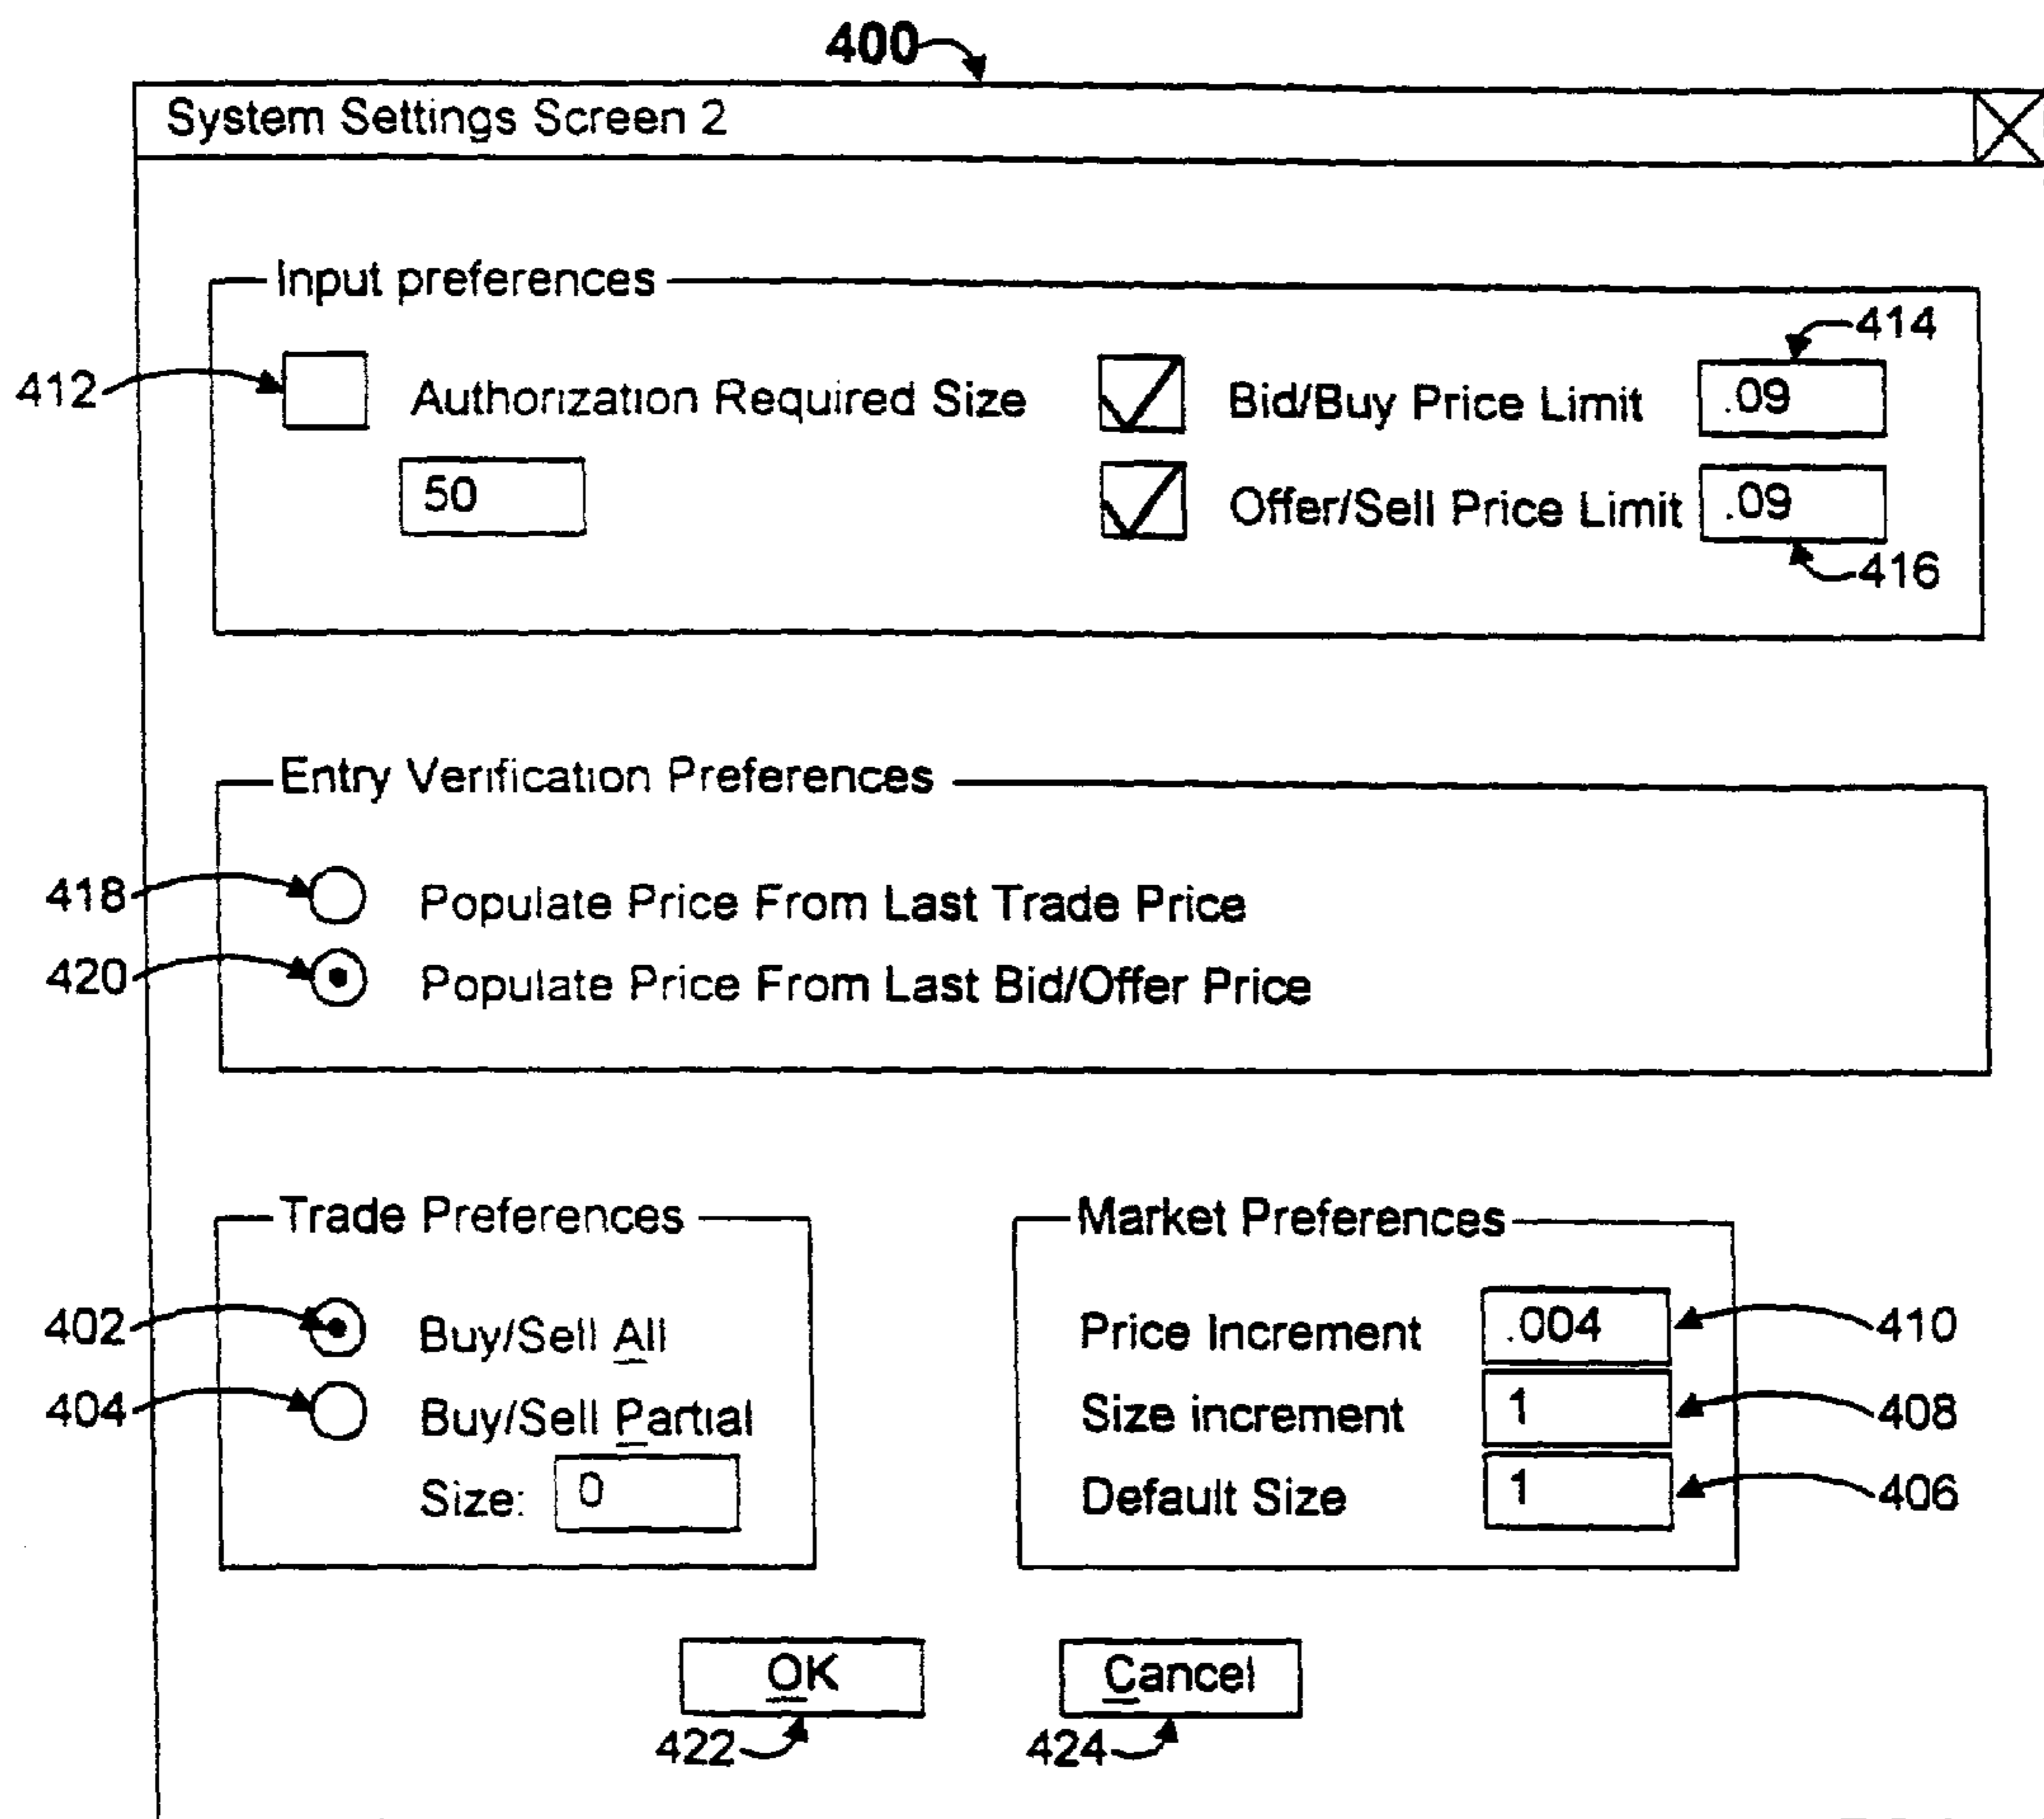 400
System Settings Screen 2
Input preferences
414
412 Authorization Required Size Bid/Buy Price Limit .09
50 Offer/Sell Price Limit .09
416
Entry Verification Preferences
418 Populate Price From Last Trade Price
420 Populate Price From Last Bid/Offer Price
Trade Preferences Market Preferences
402 Buy/Sell All Price Increment .004 410
404 Buy/Sell Partial Size increment 1 408
Size: 0 Default Size 1 406
OK Cancel
422 424